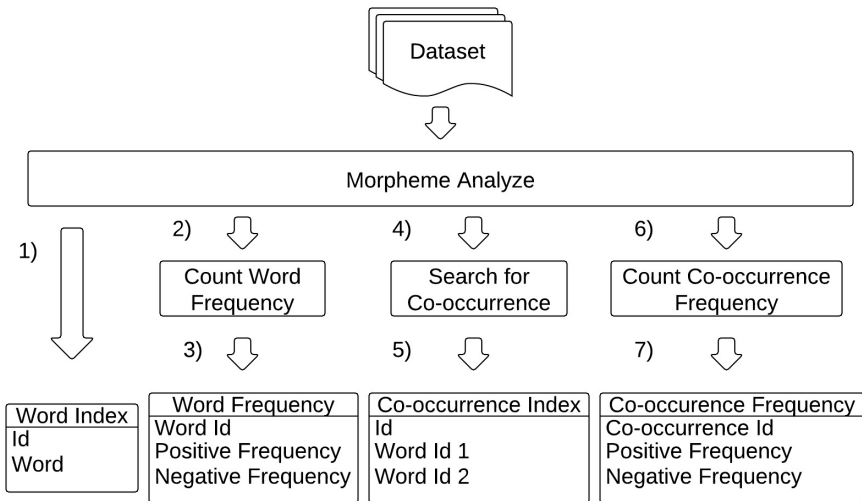 Dataset
Morpheme Analyze
1)
2)
4)
6)
Count Word
Frequency
Search for
Co-occurrence
Count Co-occurrence
Frequency
3)
5)
7)
Word Index
Id
Word
Word Frequency
Word Id
Positive Frequency
Negative Frequency
Co-occurrence Index
Id
Word Id 1
Word Id 2
Co-occurence Frequency
Co-occurrence Id
Positive Frequency
Negative Frequency